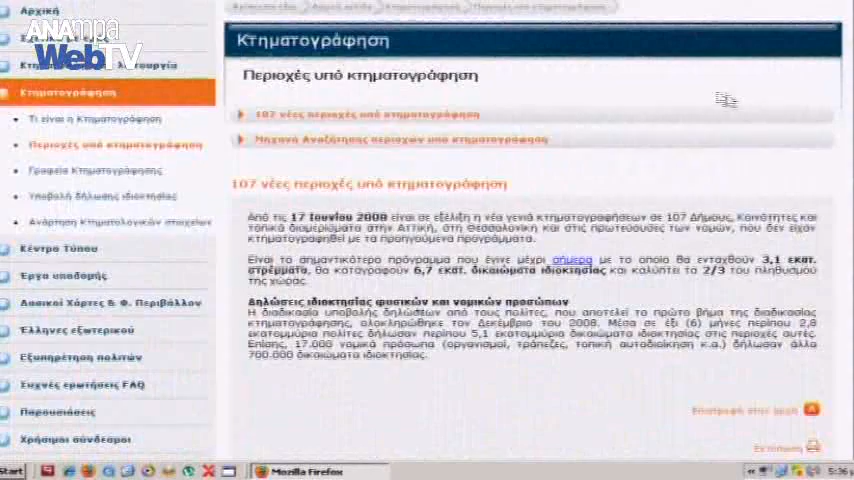 ANAmpa
WebTV
Αρχική
λειτουργία
Κτηματογράφηση
Τι είναι η Κτηματογράφηση
Περιοχές υπό κτηματογράφηση
Γραφεία Κτηματογράφησης
Υποβολή δήλωσης ιδιοκτησίας
Ανάρτηση Κτηματολογικών στοιχείων
Κέντρο Τύπου
Έργα υποδομής
Δασικοί Χάρτες & Φ. Περιβάλλον
Έλληνες εξωτερικού
Εξυπηρέτηση πολιτών
Συχνές ερωτήσεις FAQ
Παρουσιάσεις
Χρήσιμοι σύνδεσμοι
Κτηματογράφηση
Περιοχές υπό κτηματογράφηση
107 νέες περιοχές υπό κτηματογράφηση
Μηχανή Αναζήτησης περιοχών υπό κτηματογράφηση
107 νέες περιοχές υπό κτηματογράφηση
Από τις 17 Ιουνίου 2008 είναι σε εξέλιξη η νέα γενιά κτηματογραφήσεων σε 107 Δήμους, Κοινότητες και
τοπικά διαμερίσματα στην Αττική, στη Θεσσαλονίκη και στις πρωτεύουσες των νομών, που δεν είχαν
κτηματογραφηθεί με τα προηγούμενα προγράμματα.
Είναι το σημαντικότερο πρόγραμμα που έγινε μέχρι σήμερα με το οποίο θα ενταχθούν 3,1 εκατ.
στρέμματα, θα καταγραφούν 6,7 εκατ. δικαιώματα ιδιοκτησίας και καλύπτει τα 2/3 του πληθυσμού
της χώρας.
Δηλώσεις ιδιοκτησίας φυσικών και νομικών προσώπων
Η διαδικασία υποβολής δηλώσεων από τους πολίτες, που αποτελεί το πρώτο βήμα της διαδικασίας
κτηματογράφησης, ολοκληρώθηκε τον Δεκέμβριο του 2008. Μέσα σε έξι (6) μήνες περίπου 2,8
εκατομμύρια πολίτες δήλωσαν περίπου 5,1 εκατομμύρια δικαιώματα ιδιοκτησίας στις περιοχές αυτές.
Επίσης, 17.000 νομικά πρόσωπα (οργανισμοί, τράπεζες, τοπική αυτοδιοίκηση κ.α.) δήλωσαν άλλα
700.000 δικαιώματα ιδιοκτησίας.
Επιστροφή στην αρχή
Εκτύπωση
Start
Mozilla Firefox
5:36